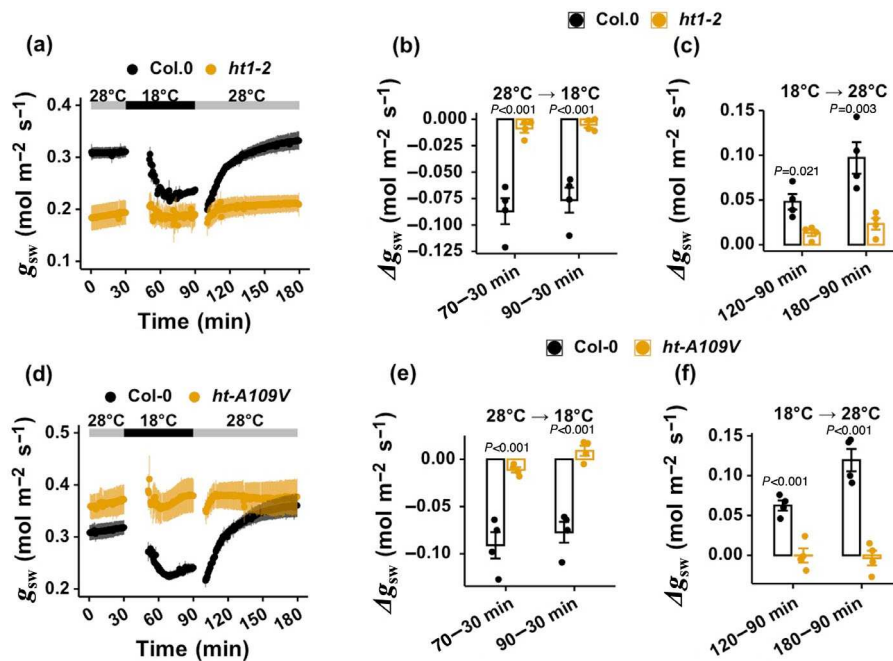 Col.0 ht1-2
(a)
(b)
(c)
Col.0 ht1-2
28°C 18°C 28°C
0.4
0.3
0.2
0.1
gsw (mol m−2 s−1)
0 30 60 90 120 150 180
Time (min)
28°C → 18°C
P<0.001 P<0.001
0.000
−0.025
−0.050
−0.075
−0.100
−0.125
Δgsw (mol m−2 s−1)
70−30 min
90−30 min
18°C → 28°C
P=0.003
P=0.021
0.15
0.10
0.05
0.00
Δgsw (mol m−2 s−1)
120−90 min
180−90 min
Col-0 ht-A109V
(d)
(e)
(f)
Col-0 ht-A109V
28°C 18°C 28°C
0.5
0.4
0.3
0.2
gsw (mol m−2 s−1)
0 30 60 90 120 150 180
Time (min)
28°C → 18°C
P<0.001
P<0.001
0.00
−0.05
−0.10
Δgsw (mol m−2 s−1)
70−30 min
90−30 min
18°C → 28°C
P<0.001
P<0.001
0.15
0.10
0.05
0.00
Δgsw (mol m−2 s−1)
120−90 min
180−90 min